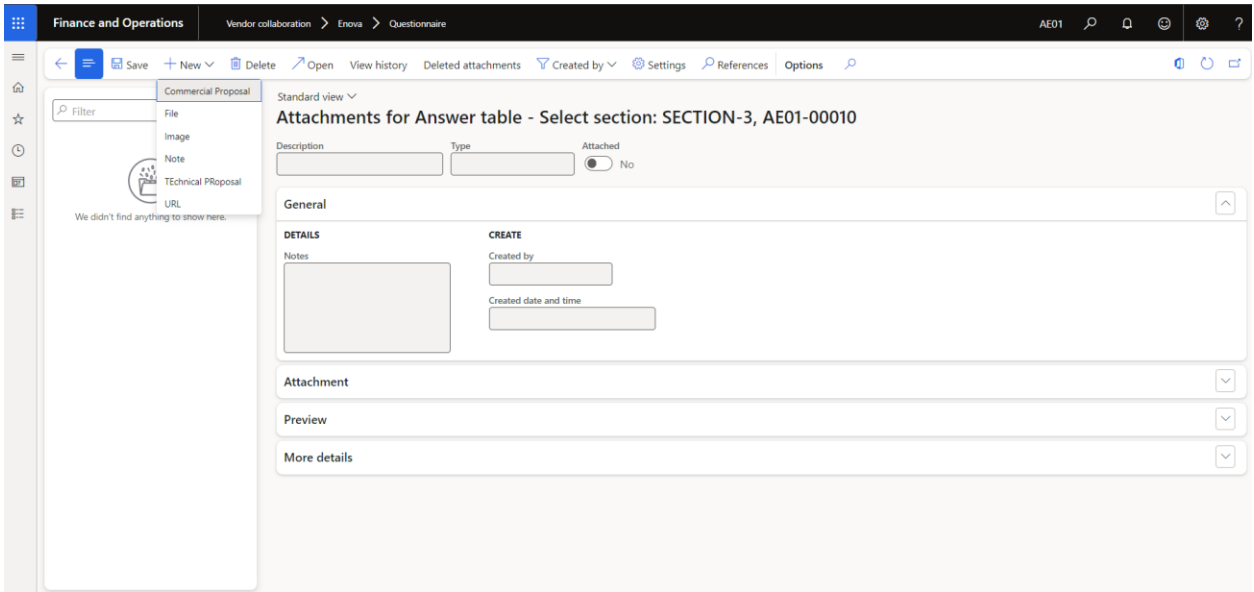 Finance and Operations
Vendor collaboration > Enova > Questionnaire
AE01
?
Save
New
Delete
Open
View history
Deleted attachments
Created by
Settings
References
Options
Filter
Commercial Proposal
File
Image
Note
TEchnical PRoposal
URL
We didn't find anything to show here.
Standard view
Attachments for Answer table - Select section: SECTION-3, AE01-00010
Description
Type
Attached
No
General
DETAILS
CREATE
Notes
Created by
Created date and time
Attachment
Preview
More details